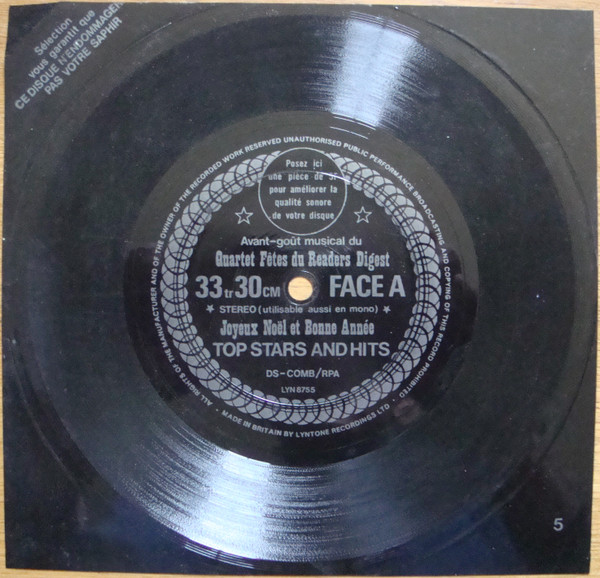 Sélection
vous garantit que
CE DISQUE N'ENDOMMAGERA
PAS VOTRE SAPHIR
ALL RIGHTS OF THE MANUFACTURER AND OF THE OWNER OF THE RECORDED WORK RESERVED UNAUTHORISED PUBLIC PERFORMANCE BROADCASTING AND COPYING OF THIS RECORD PROHIBITED
Posez ici
une pièce de
pour améliorer la
qualité sonore
de votre disque
Avant-goût musical du
Quartet Fêtes du Readers Digest
33 tr 30 CM FACE A
★ STEREO (utilisable aussi en mono) ★
Joyeux Noël et Bonne Année
TOP STARS AND HITS
DS-COMB/RPA
LYN 8755
· MADE IN BRITAIN BY LYNTONE RECORDINGS LTD ·
5